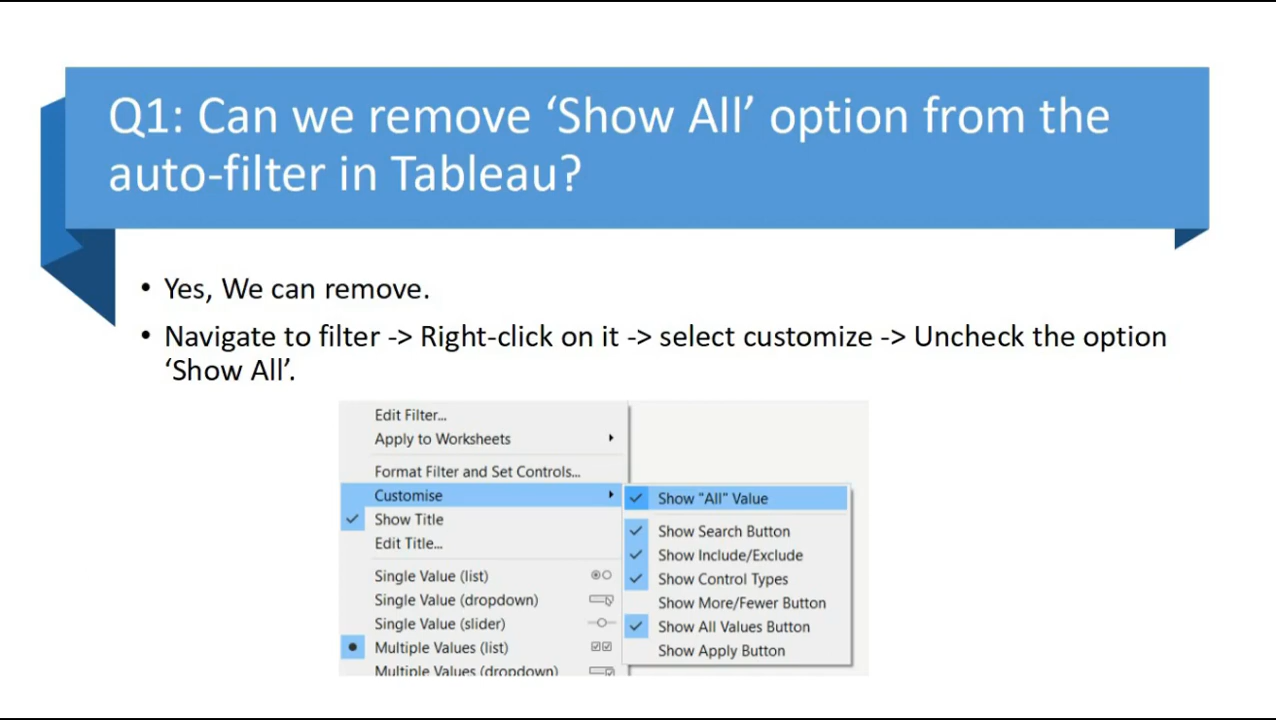 Q1: Can we remove ‘Show All’ option from the
auto-filter in Tableau?
• Yes, We can remove.
• Navigate to filter -> Right-click on it -> select customize -> Uncheck the option
‘Show All’.
Edit Filter...
Apply to Worksheets
Format Filter and Set Controls...
Customise
Show Title
Edit Title...
Single Value (list)
Single Value (dropdown)
Single Value (slider)
Multiple Values (list)
Multiple Values (dropdown)
Show "All" Value
Show Search Button
Show Include/Exclude
Show Control Types
Show More/Fewer Button
Show All Values Button
Show Apply Button